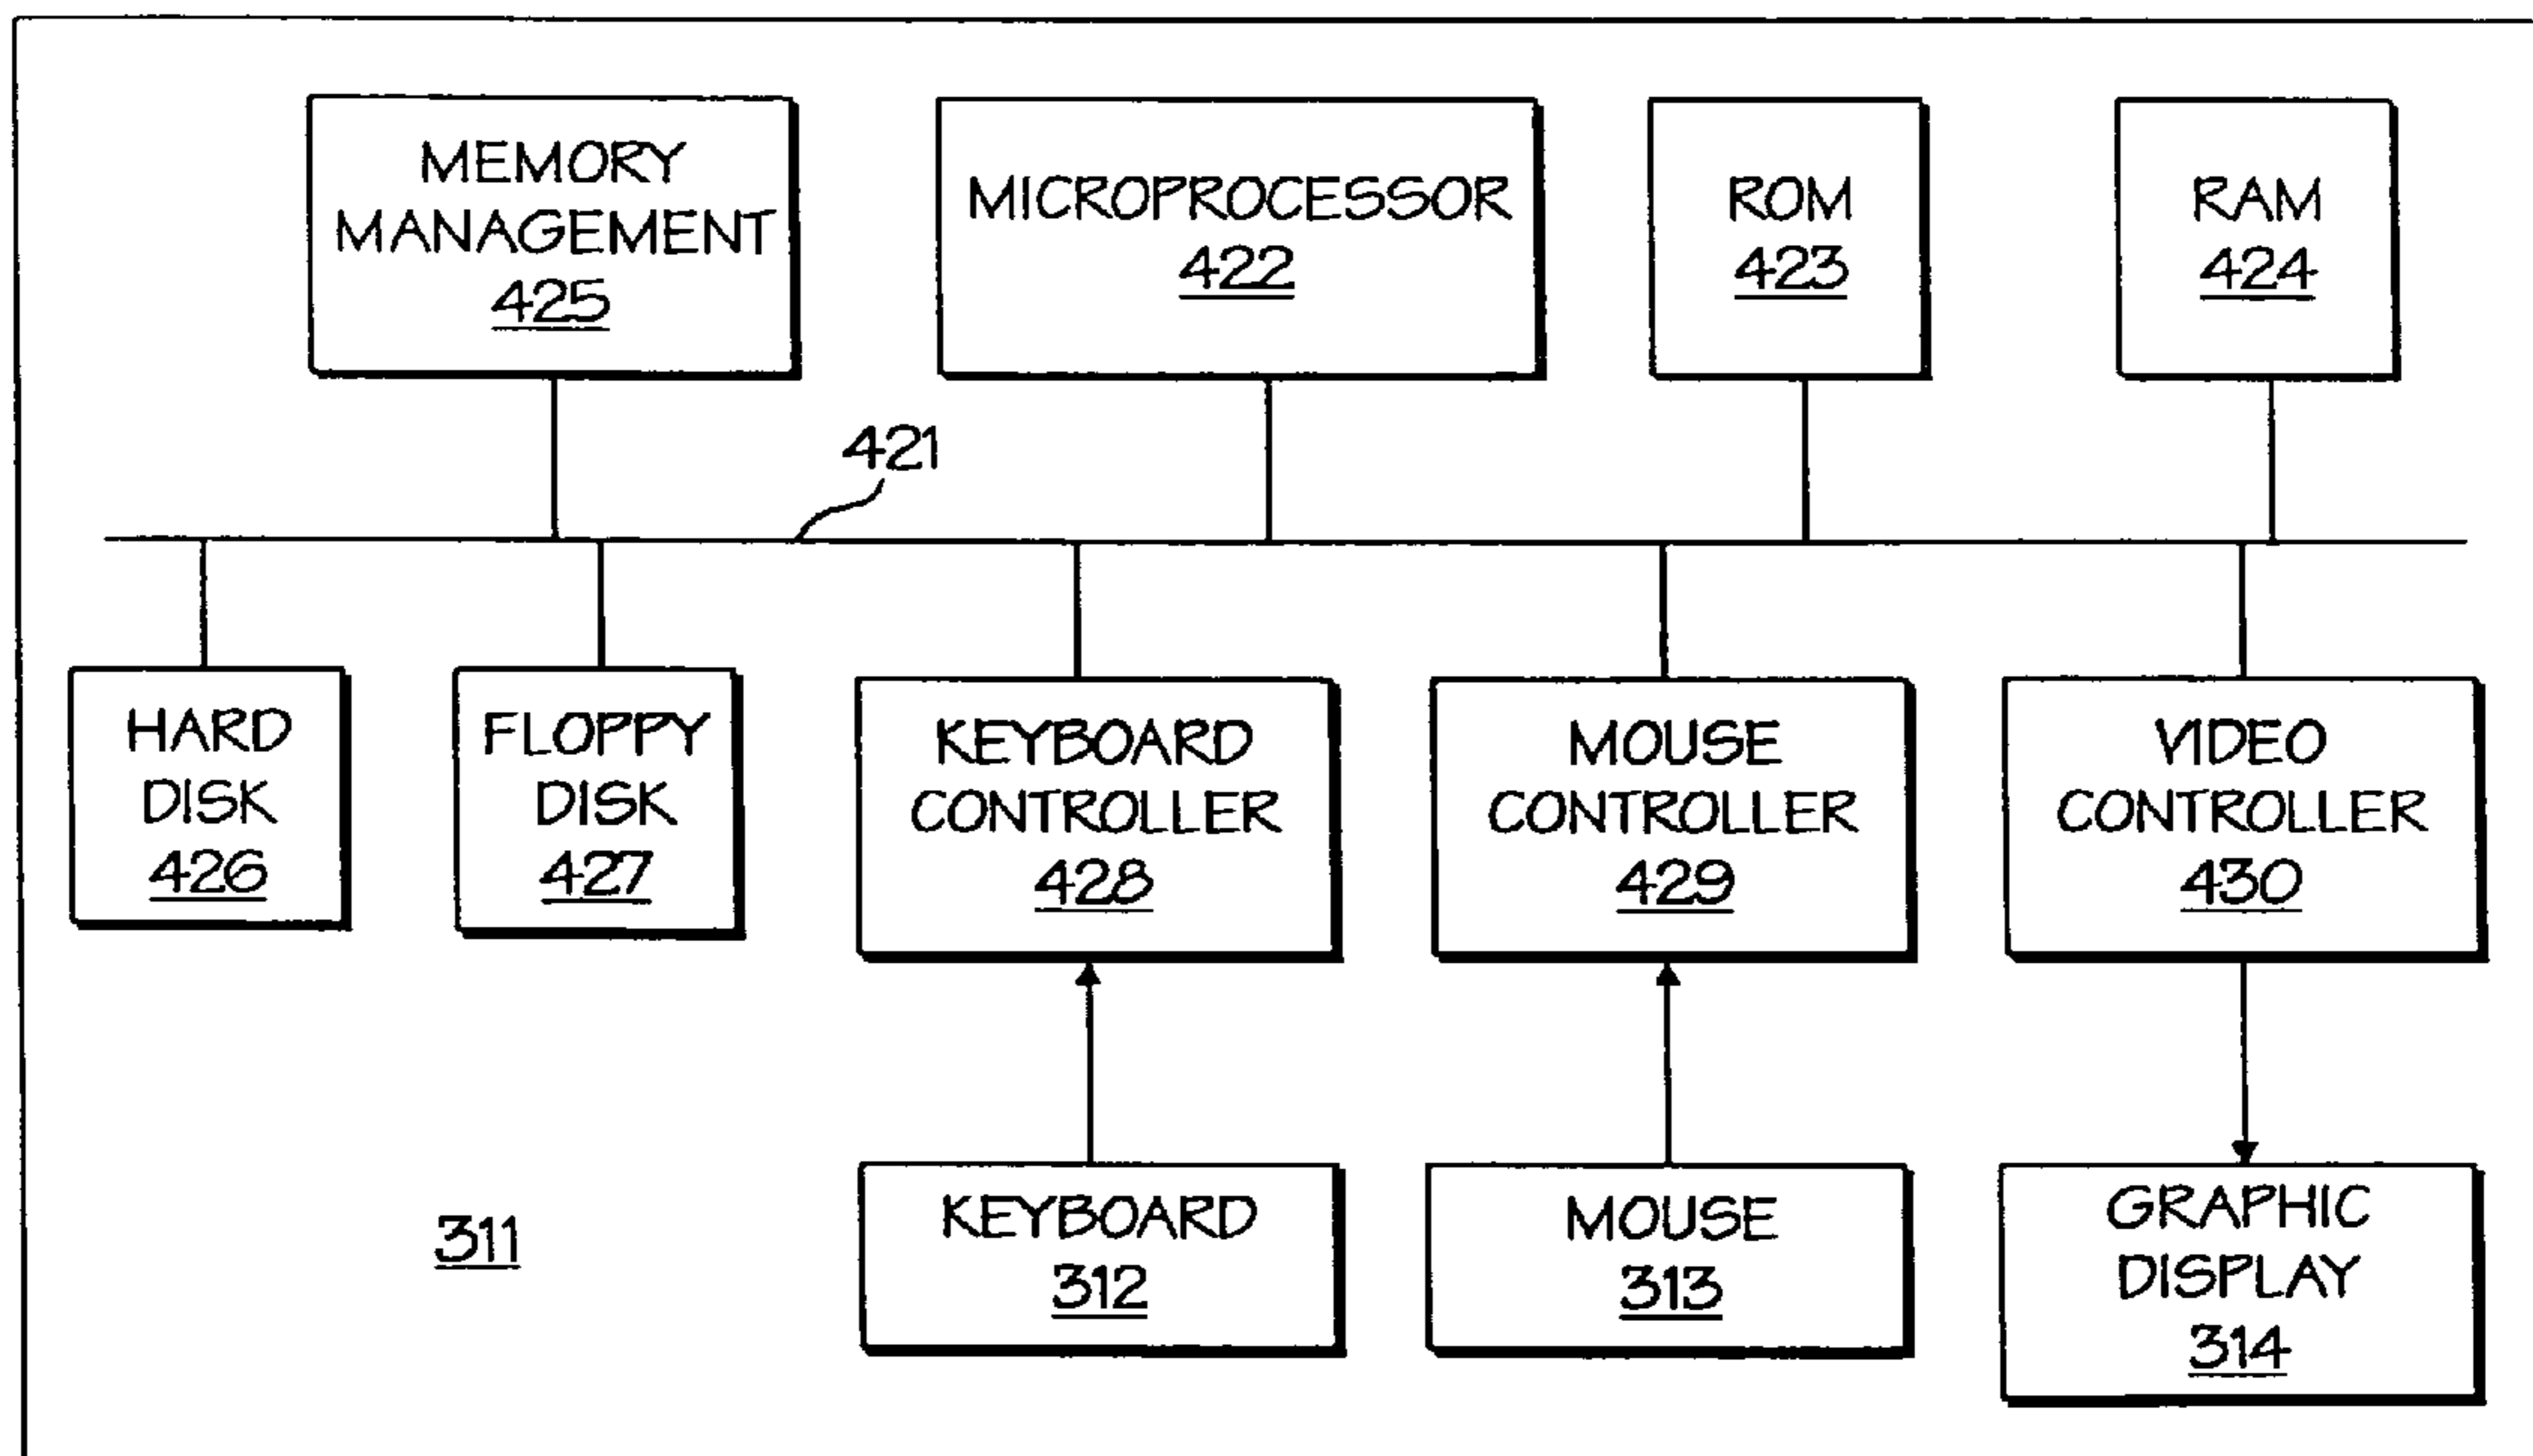 MEMORY
MANAGEMENT
425
MICROPROCESSOR
422
ROM
423
RAM
424
421
HARD
DISK
426
FLOPPY
DISK
427
KEYBOARD
CONTROLLER
428
MOUSE
CONTROLLER
429
VIDEO
CONTROLLER
430
311
KEYBOARD
312
MOUSE
313
GRAPHIC
DISPLAY
314